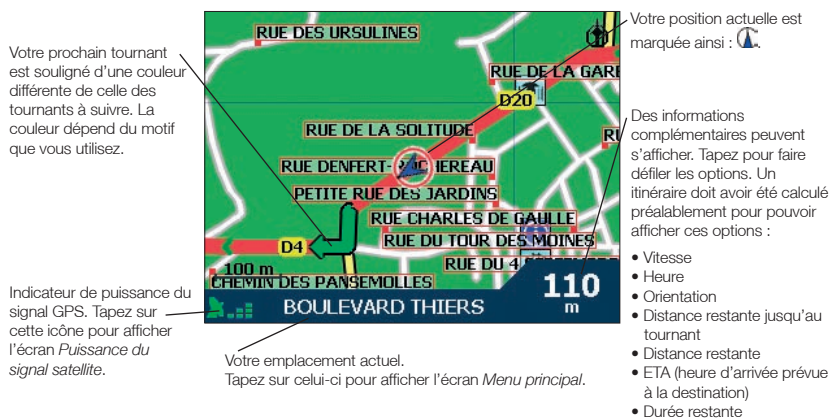 Votre prochain tournant
est souligné d'une couleur
différente de celle des
tournants à suivre. La
couleur dépend du motif
que vous utilisez.
Indicateur de puissance du
signal GPS. Tapez sur
cette icône pour afficher
l'écran Puissance du
signal satellite.
RUE DES URSULINES
RUE DE LA GARE
D20
RUE DE LA SOLITUDE
RUE DENFERT-
PETITE RUE DES JARDINS
RUE CHARLES DE GAULLE
D4
RUE DU TOUR DES MOINES
RUE DU 4
100 m
CHEMIN DES PANSEMOLLES
110
m
BOULEVARD THIERS
Votre emplacement actuel.
Tapez sur celui-ci pour afficher l'écran Menu principal.
Votre position actuelle est
marquée ainsi : .
Des informations
complémentaires peuvent
s'afficher. Tapez pour faire
défiler les options. Un
itinéraire doit avoir été calculé
préalablement pour pouvoir
afficher ces options :
• Vitesse
• Heure
• Orientation
• Distance restante jusqu'au
tournant
• Distance restante
• ETA (heure d'arrivée prévue
à la destination)
• Durée restante